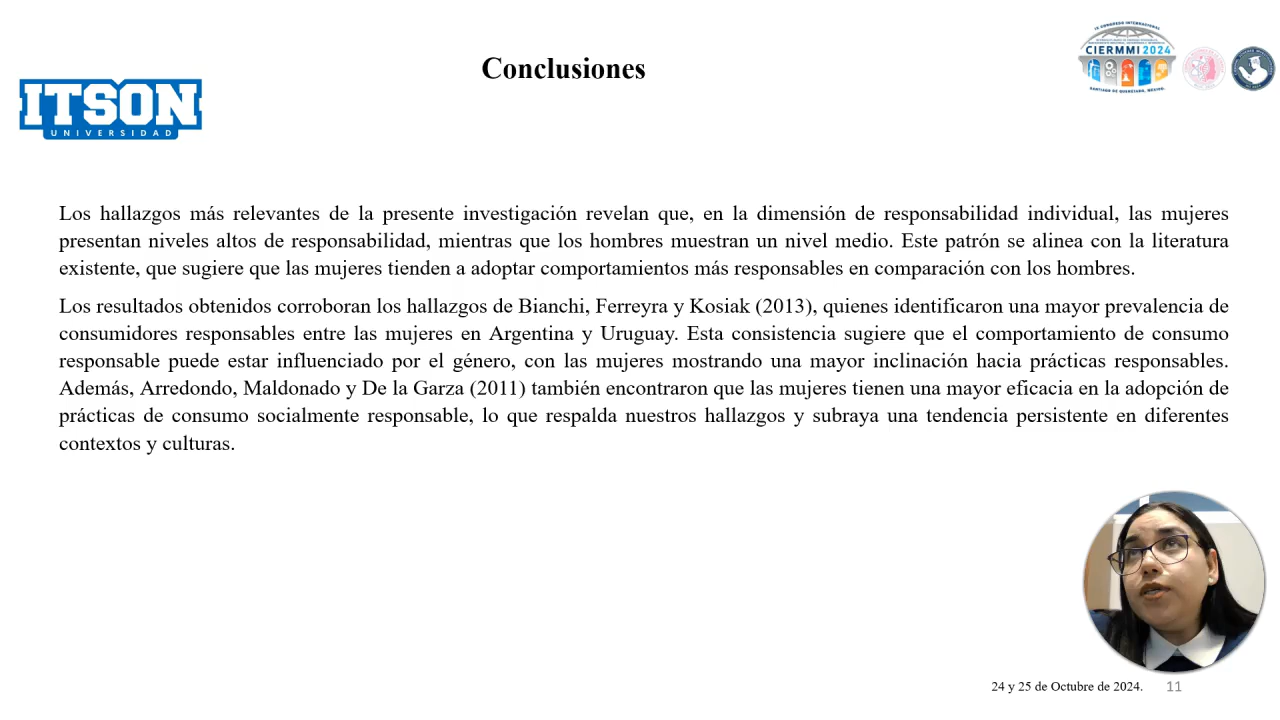 Conclusiones
IX CONGRESO INTERNACIONAL
CIERMMI 2024
SANTIAGO DE QUERÉTARO, MÉXICO.
ITSON
UNIVERSIDAD
Los hallazgos más relevantes de la presente investigación revelan que, en la dimensión de responsabilidad individual, las mujeres
presentan niveles altos de responsabilidad, mientras que los hombres muestran un nivel medio. Este patrón se alinea con la literatura
existente, que sugiere que las mujeres tienden a adoptar comportamientos más responsables en comparación con los hombres.
Los resultados obtenidos corroboran los hallazgos de Bianchi, Ferreyra y Kosiak (2013), quienes identificaron una mayor prevalencia de
consumidores responsables entre las mujeres en Argentina y Uruguay. Esta consistencia sugiere que el comportamiento de consumo
responsable puede estar influenciado por el género, con las mujeres mostrando una mayor inclinación hacia prácticas responsables.
Además, Arredondo, Maldonado y De la Garza (2011) también encontraron que las mujeres tienen una mayor eficacia en la adopción de
prácticas de consumo socialmente responsable, lo que respalda nuestros hallazgos y subraya una tendencia persistente en diferentes
contextos y culturas.
24 y 25 de Octubre de 2024.
11